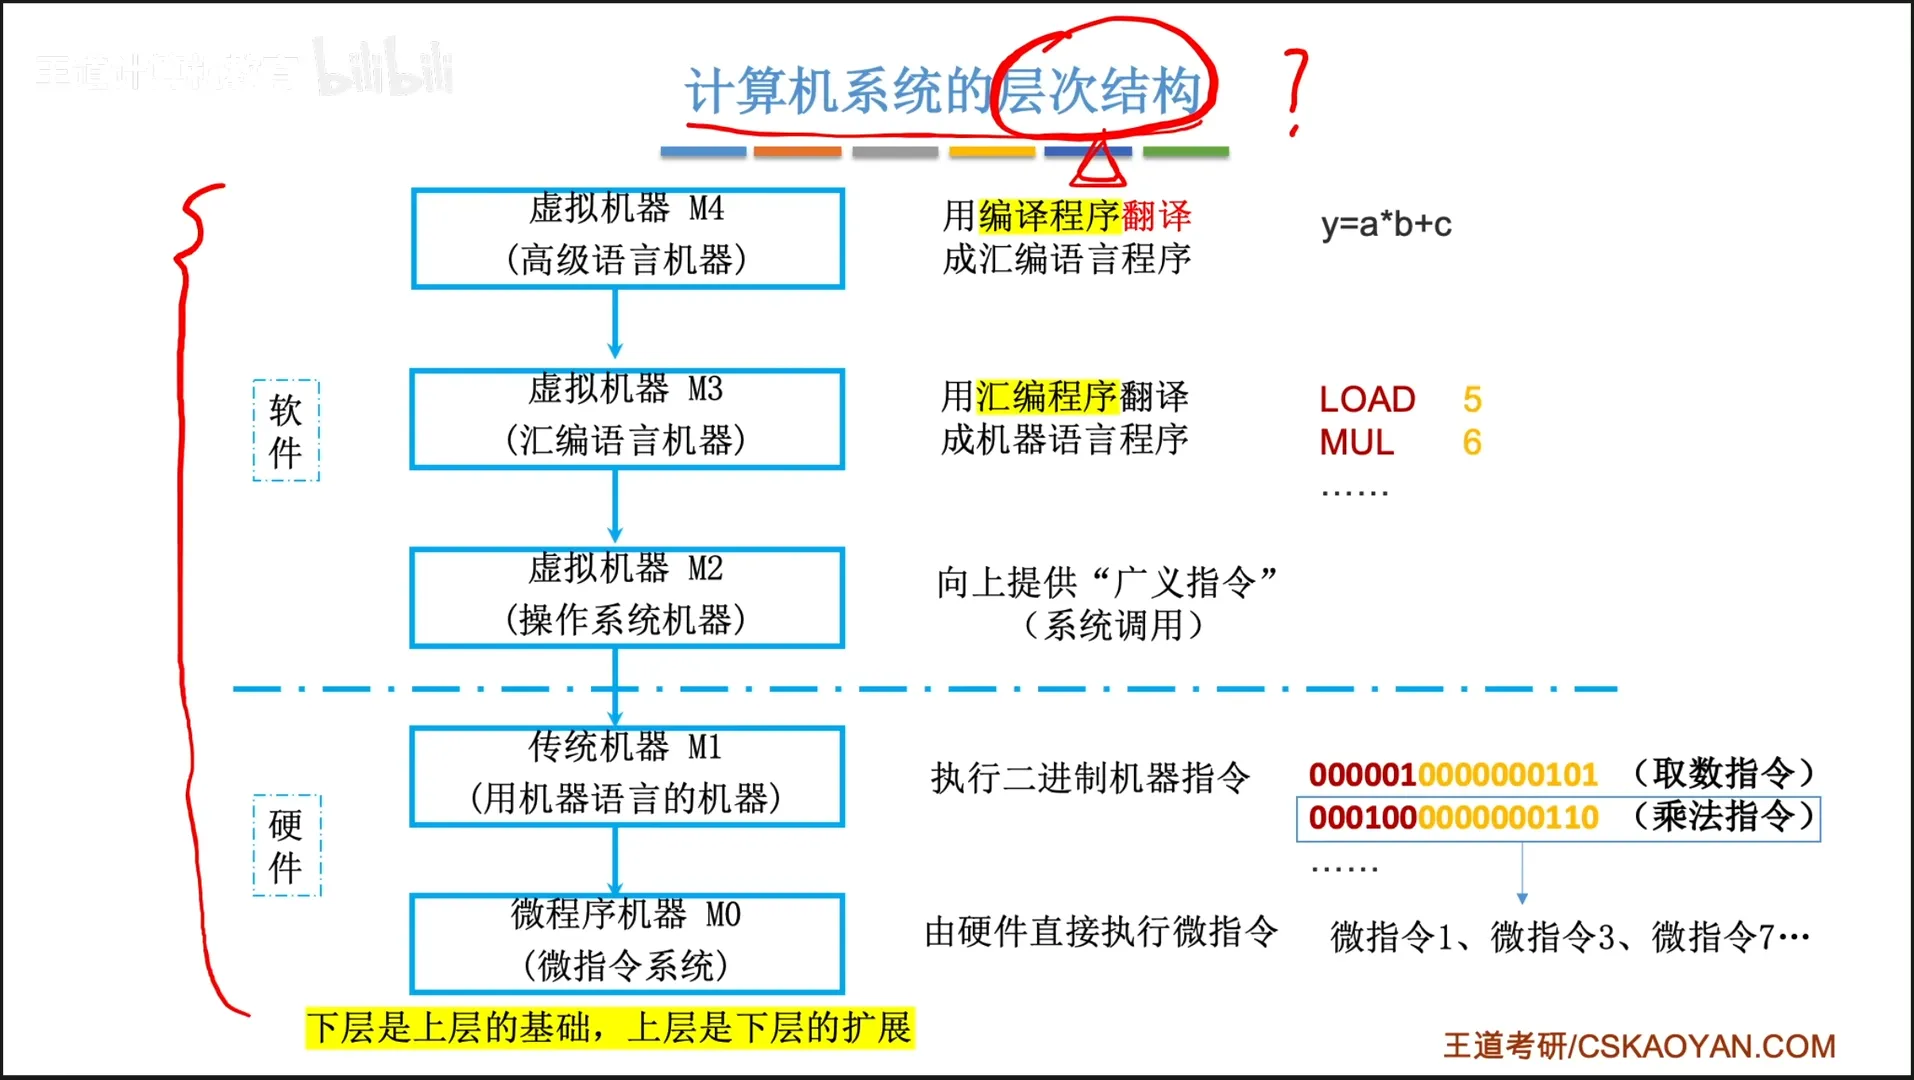 王道计算机教育 bilibili
计算机系统的层次结构
?
虚拟机器 M4
(高级语言机器)
用编译程序翻译
成汇编语言程序
y=a*b+c
软件
虚拟机器 M3
(汇编语言机器)
用汇编程序翻译
成机器语言程序
LOAD 5
MUL 6
……
虚拟机器 M2
(操作系统机器)
向上提供“广义指令”
（系统调用）
硬件
传统机器 M1
(用机器语言的机器)
执行二进制机器指令
0000010000000101 （取数指令）
0001000000000110 （乘法指令）
……
微程序机器 M0
(微指令系统)
由硬件直接执行微指令
微指令1、微指令3、微指令7…
下层是上层的基础，上层是下层的扩展
王道考研/CSKAOYAN.COM